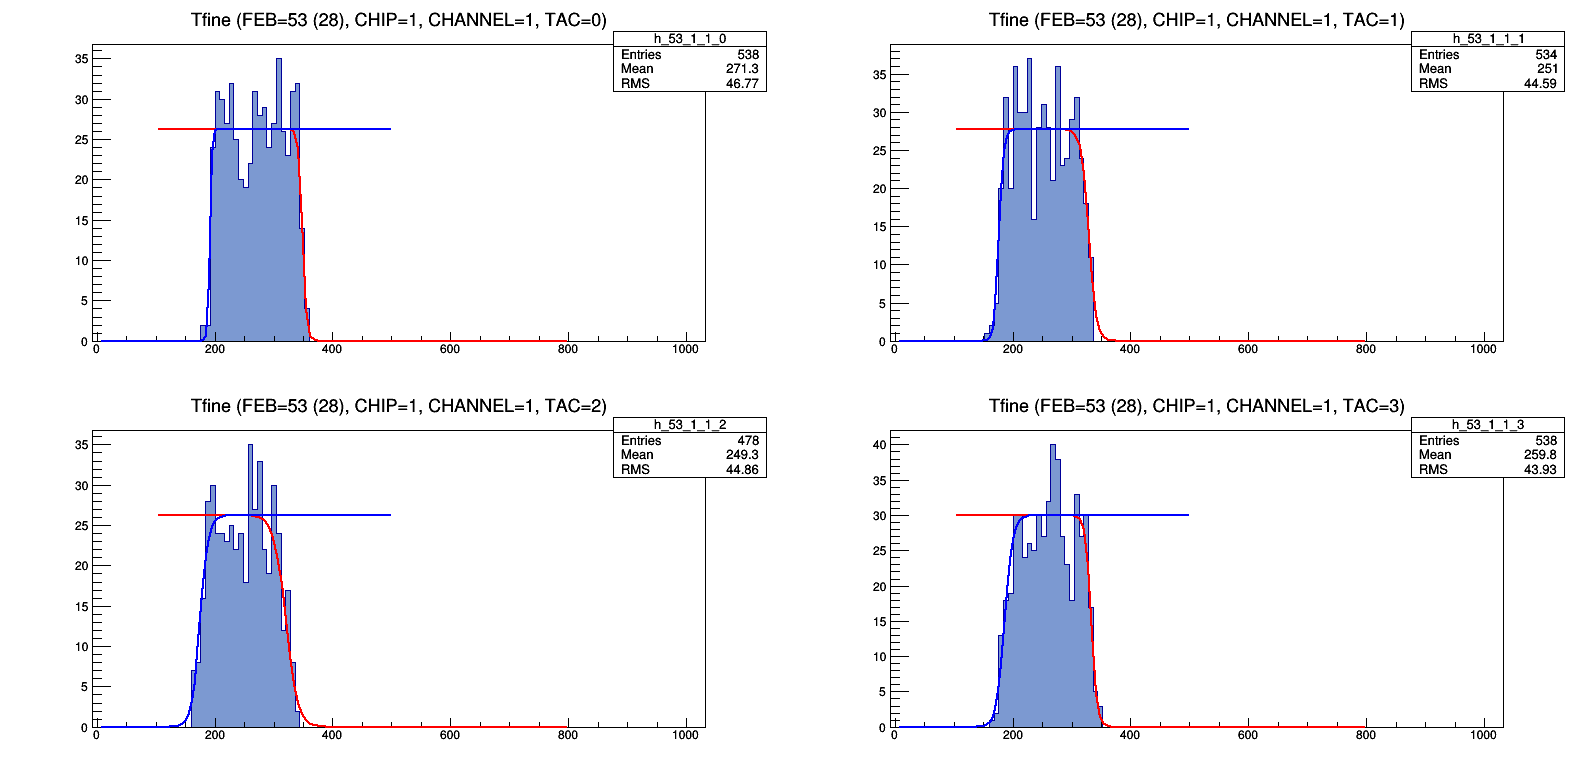 Tfine (FEB=53 (28), CHIP=1, CHANNEL=1, TAC=0)
h_53_1_1_0
Entries 538
Mean 271.3
RMS 46.77
35
30
25
20
15
10
5
0
0 200 400 600 800 1000
Tfine (FEB=53 (28), CHIP=1, CHANNEL=1, TAC=1)
h_53_1_1_1
Entries 534
Mean 251
RMS 44.59
35
30
25
20
15
10
5
0
0 200 400 600 800 1000
Tfine (FEB=53 (28), CHIP=1, CHANNEL=1, TAC=2)
h_53_1_1_2
Entries 478
Mean 249.3
RMS 44.86
35
30
25
20
15
10
5
0
0 200 400 600 800 1000
Tfine (FEB=53 (28), CHIP=1, CHANNEL=1, TAC=3)
h_53_1_1_3
Entries 538
Mean 259.8
RMS 43.93
40
35
30
25
20
15
10
5
0
0 200 400 600 800 1000